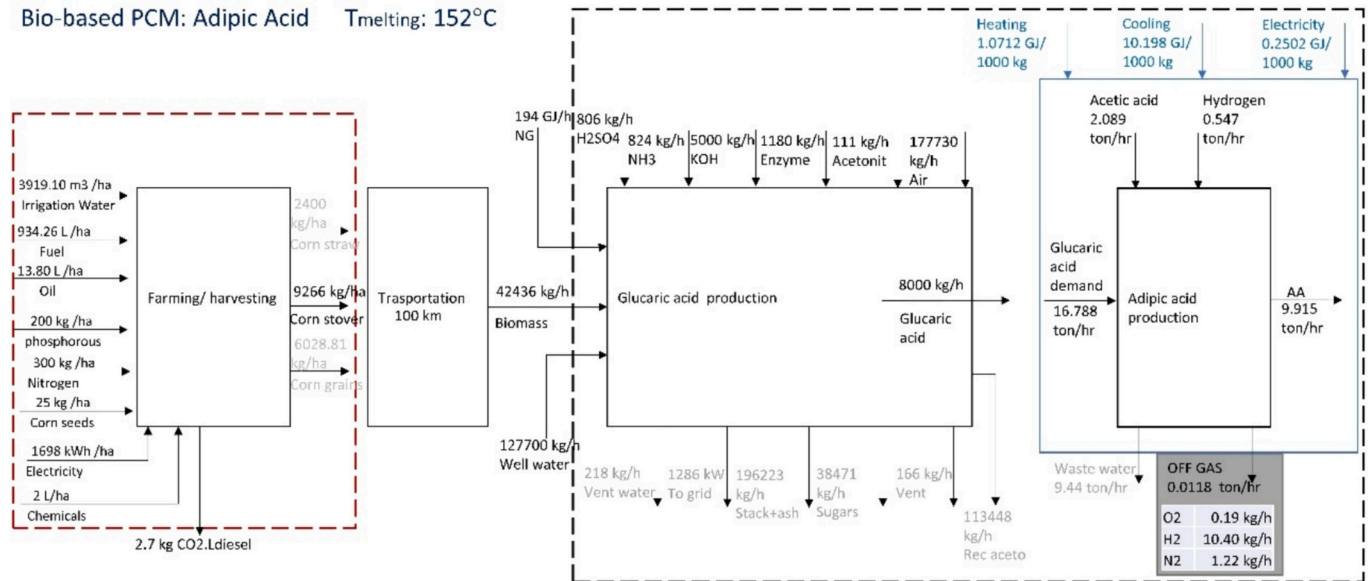 Bio-based PCM: Adipic Acid Tmelting: 152°C
Heating
1.0712 GJ/
1000 kg
Cooling
10.198 GJ/
1000 kg
Electricity
0.2502 GJ/
1000 kg
3919.10 m3 /ha
Irrigation Water
934.26 L /ha
Fuel
13.80 L /ha
Oil
200 kg /ha
phosphorous
300 kg /ha
Nitrogen
25 kg /ha
Corn seeds
1698 kWh /ha
Electricity
2 L/ha
Chemicals
Farming/ harvesting
2.7 kg CO2.Ldiesel
2400
kg/ha
Corn straw
9266 kg/ha
Corn stover
6028.81
kg/ha
Corn grains
Trasportation
100 km
42436 kg/h
Biomass
194 GJ/h
NG
127700 kg/h
Well water
806 kg/h
H2SO4
824 kg/h
NH3
5000 kg/h
KOH
1180 kg/h
Enzyme
111 kg/h
Acetonit
177730
kg/h
Air
Glucaric acid production
8000 kg/h
Glucaric
acid
218 kg/h
Vent water
1286 kW
To grid
196223
kg/h
Stack+ash
38471
kg/h
Sugars
166 kg/h
Vent
113448
kg/h
Rec aceto
Acetic acid
2.089
ton/hr
Hydrogen
0.547
ton/hr
Glucaric
acid
demand
16.788
ton/hr
Adipic acid
production
AA
9.915
ton/hr
Waste water
9.44 ton/hr
OFF GAS
0.0118 ton/hr
O2 0.19 kg/h
H2 10.40 kg/h
N2 1.22 kg/h